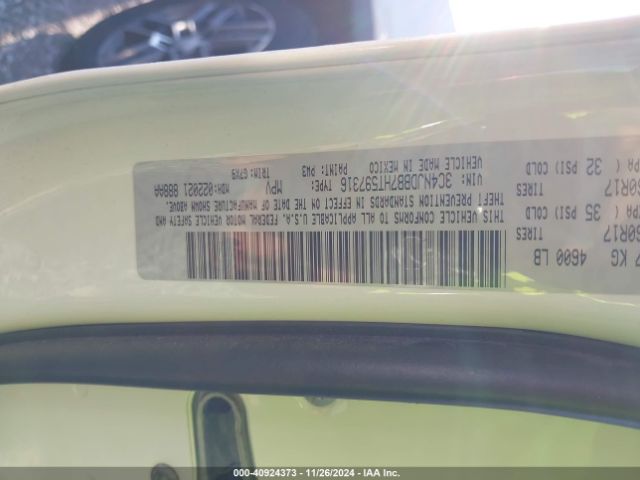 KG 4600 LB
TIRES
35 PSI) COLD
32 PSI) COLD
THIS VEHICLE CONFORMS TO ALL APPLICABLE U.S.A. FEDERAL MOTOR VEHICLE SAFETY AND
THEFT PREVENTION STANDARDS IN EFFECT ON THE DATE OF MANUFACTURE SHOWN ABOVE.
VIN: 3C4NJDBB7HT597316 TYPE: MPV MDH:022021 888AA
VEHICLE MADE IN MEXICO PAINT: PW3 TRIM:
000-40924373 | 11/26/2024 | IAA Inc.